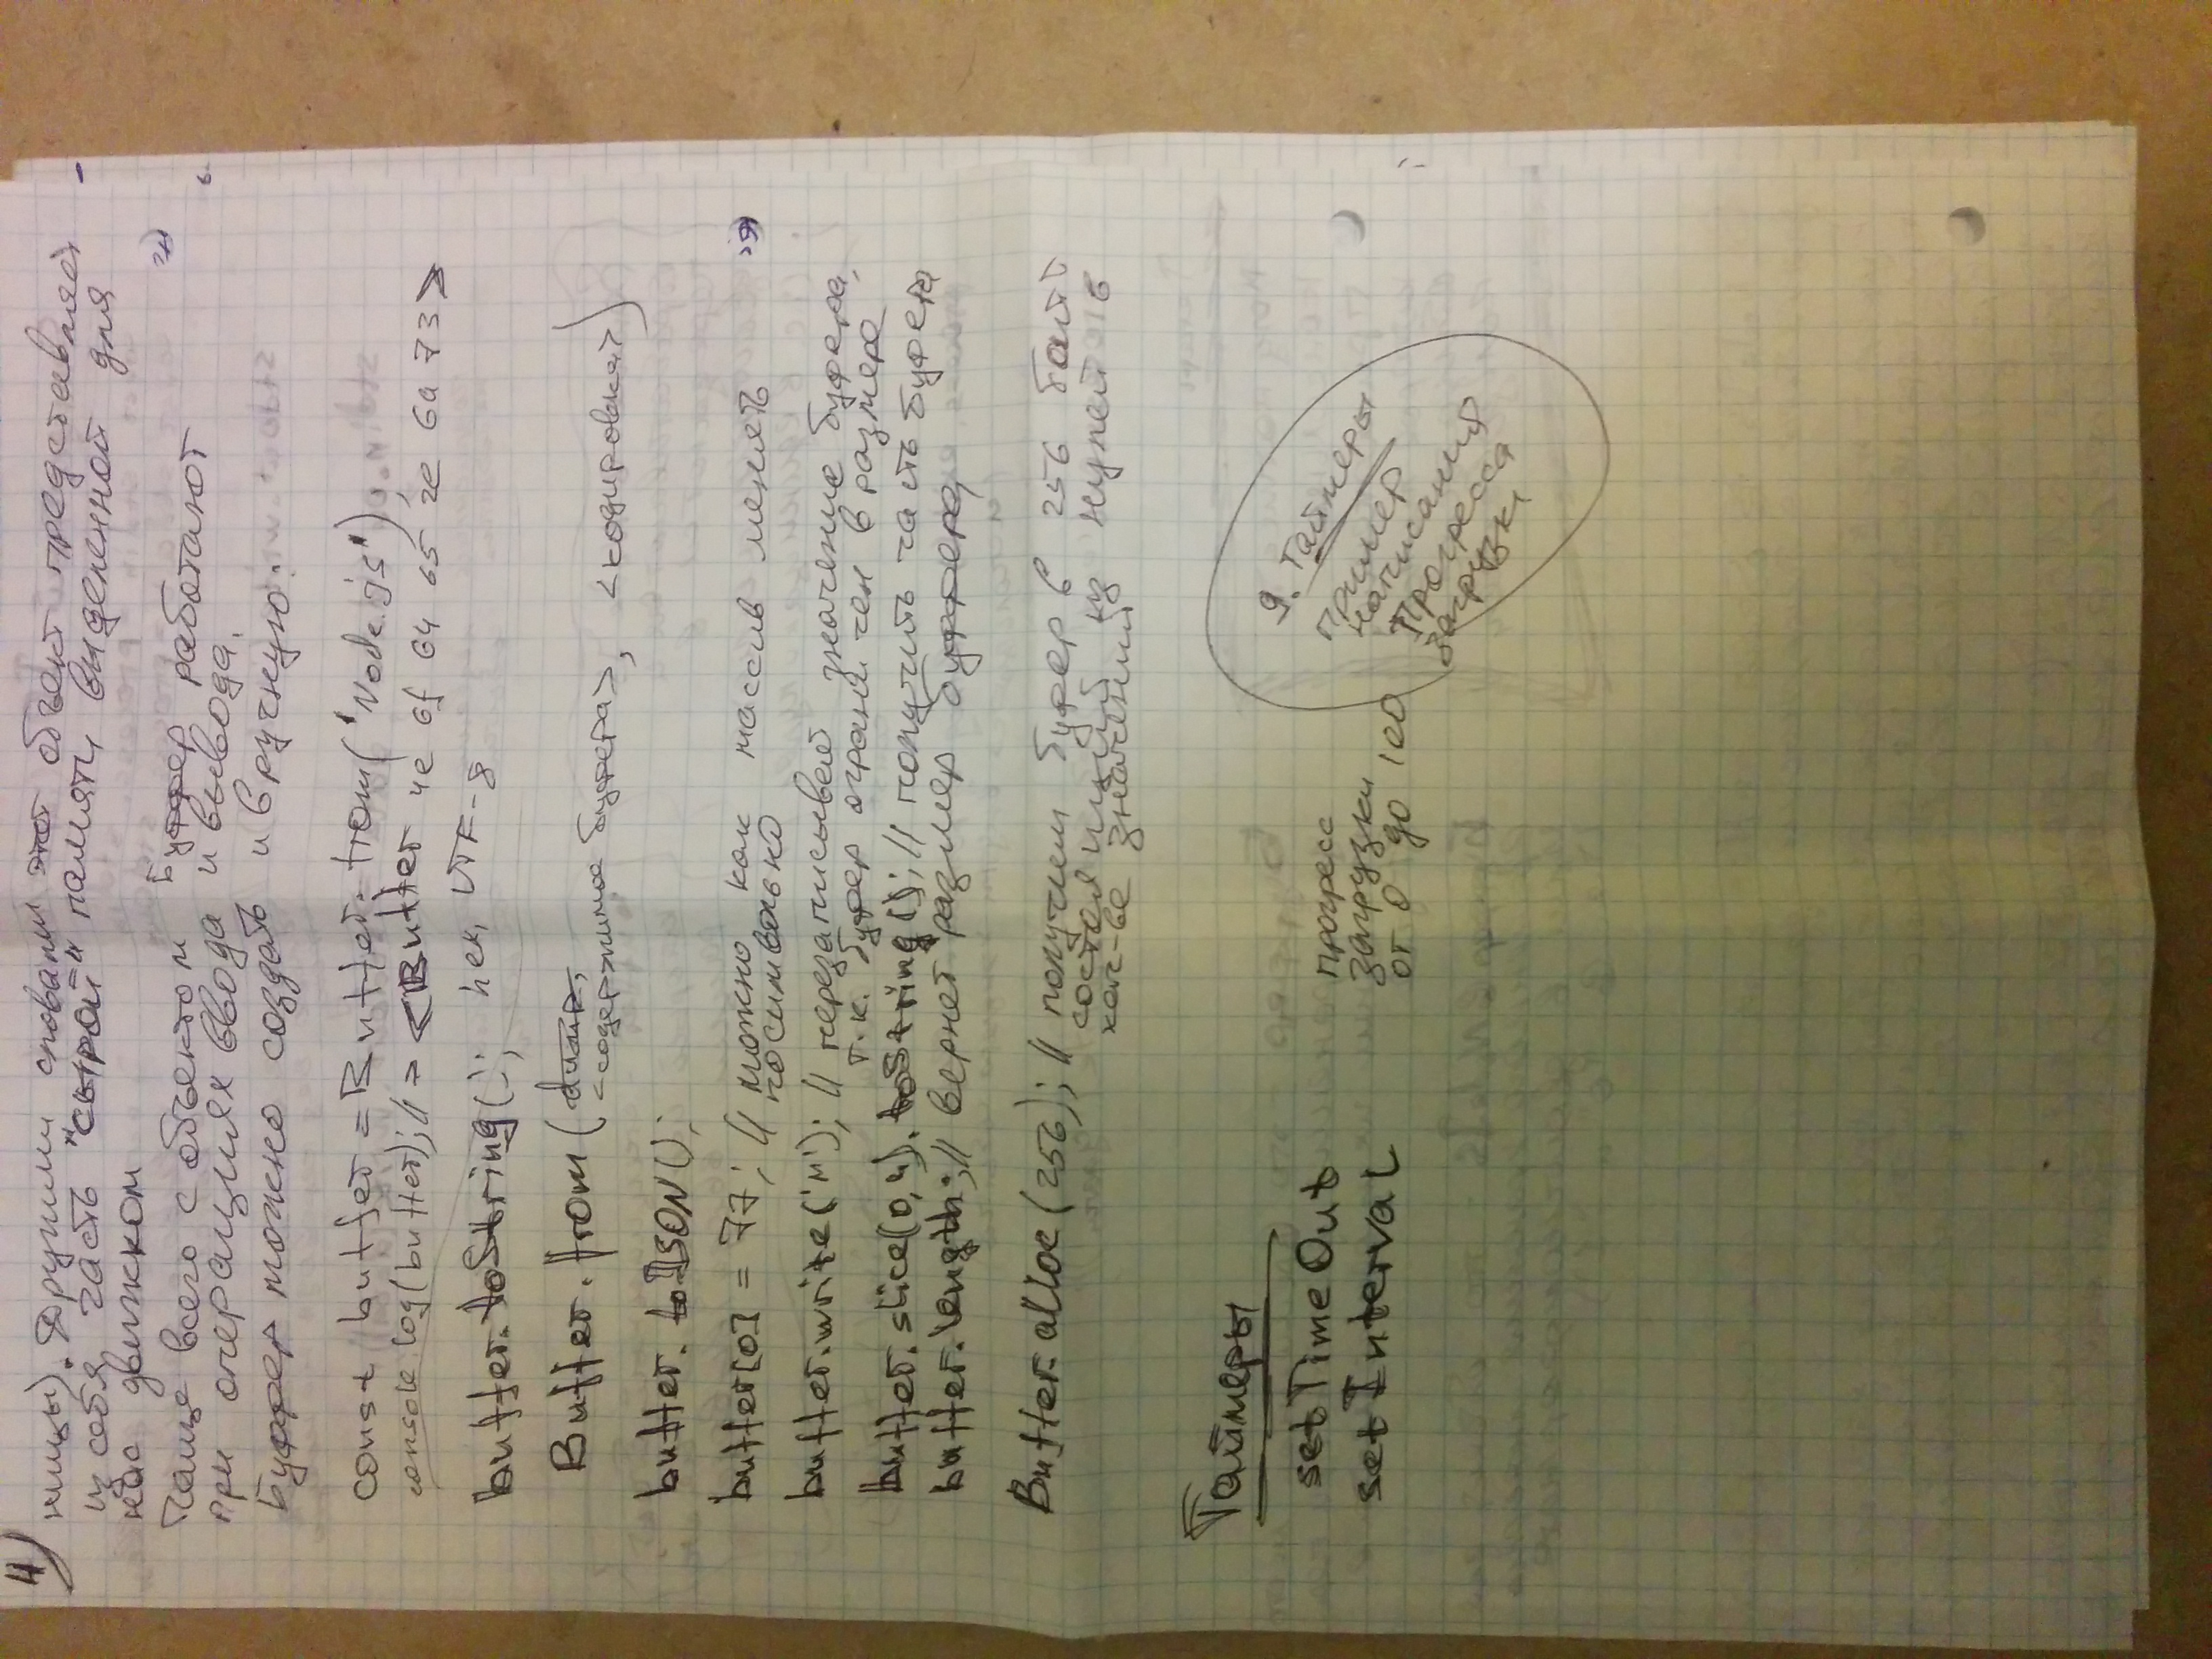 4)
ницы). Другими словами этот объект представляет
из себя часть "сырой" памяти выделенной для
нас движком
Чаще всего с объектом Буффер работают
при операциях ввода и вывода.
Буффер можно создать и вручную:
const buffer = Buffer.from('Node.js');
console.log(buffer); // > <Buffer 4e 6f 64 65 2e 6a 73>
buffer.toString(); hex, UTF-8
Buffer.from(
<содержимое буфера>, <кодировка>)
buffer.toJSON();
buffer[0] = 77; // можно как массив менять
посимвольно
buffer.write('м'); // перезаписывает значение буфера,
т.к. буфер ограничен в размере
buffer.slice(0,4).toString(); // получить часть буфера
buffer.length; // вернет размер буффера
Buffer.alloc(256); // получим буфер в 256 байт
состоящий из нулей в
кач-ве значений
Таймеры
setTimeOut
setInterval
прогресс
загрузки
от 0 до 100
9. Таймеры
пример
написаний
прогресса
загрузки